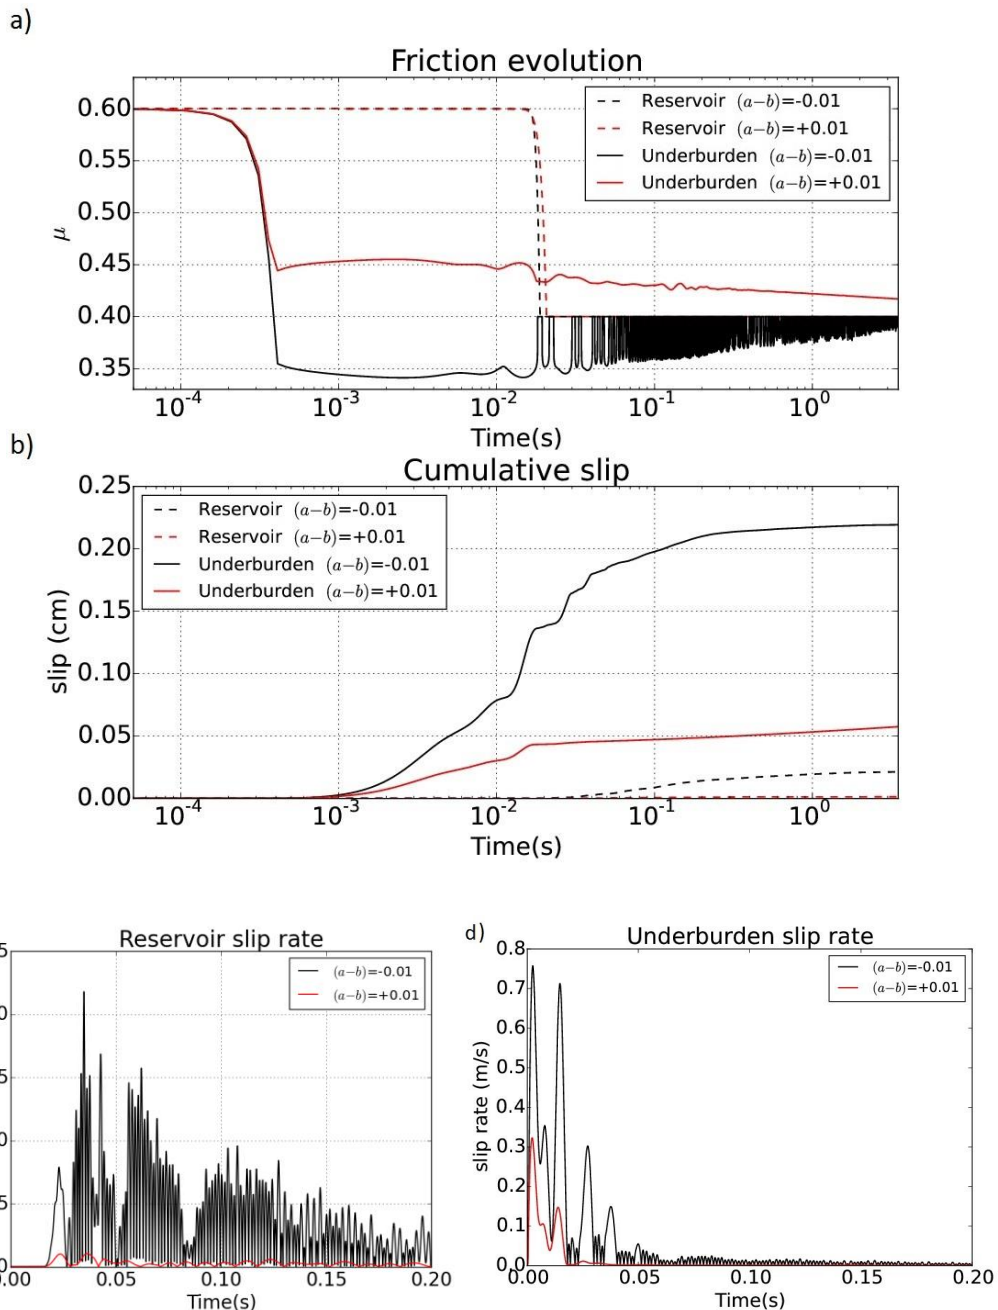 a)
Friction evolution
0.60
0.55
0.50
0.45
0.40
0.35
μ
Reservoir (a−b)=-0.01
Reservoir (a−b)=+0.01
Underburden (a−b)=-0.01
Underburden (a−b)=+0.01
10⁻⁴ 10⁻³ 10⁻² 10⁻¹ 10⁰
Time(s)
b)
Cumulative slip
0.25
0.20
0.15
0.10
0.05
0.00
slip (cm)
Reservoir (a−b)=-0.01
Reservoir (a−b)=+0.01
Underburden (a−b)=-0.01
Underburden (a−b)=+0.01
10⁻⁴ 10⁻³ 10⁻² 10⁻¹ 10⁰
Time(s)
Reservoir slip rate
5
0
5
0
5
0
(a−b)=-0.01
(a−b)=+0.01
0.00 0.05 0.10 0.15 0.20
Time(s)
d)
Underburden slip rate
0.8
0.7
0.6
0.5
0.4
0.3
0.2
0.1
0.0
slip rate (m/s)
(a−b)=-0.01
(a−b)=+0.01
0.00 0.05 0.10 0.15 0.20
Time(s)